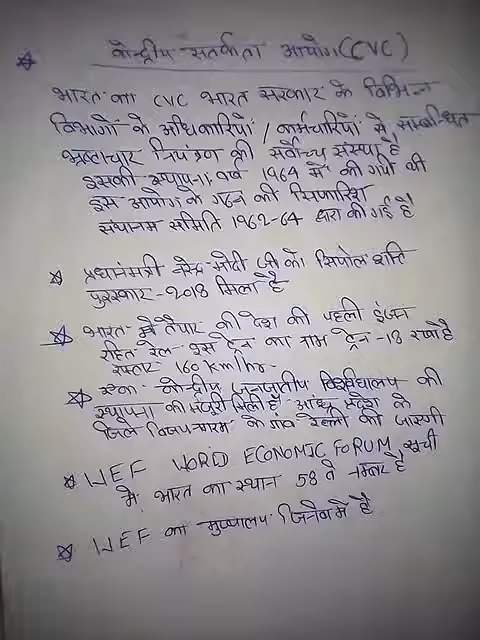 केन्द्रीय सतर्कता आयोग (CVC)
भारत का CVC भारत सरकार के विभिन्न
विभागों के अधिकारियों / कर्मचारियों से सम्बन्धित
भ्रष्टाचार नियंत्रण की सर्वोच्च संस्था है
इसकी स्थापना वर्ष 1964 में की गयी थी
इस आयोग के गठन की सिफारिश
संथानम समिति 1962-64 द्वारा की गई है
प्रधानमंत्री नरेन्द्र मोदी जी को सियोल शांति
पुरस्कार - 2018 मिला है
भारत में तैयार की देश की पहली इंजन
रहित रेल इस ट्रेन का नाम ट्रेन -18 रखा है
रफ्तार 160 km/hr.
एक केन्द्रीय जनजातीय विश्वविद्यालय की
स्थापना की मंजूरी मिली है आंध्र प्रदेश के
जिले विजयनगरम के गांव रेल्ली की जाएगी
WEF WORLD ECONOMIC FORUM सूची
में भारत का स्थान 58 वे नम्बर है
WEF का मुख्यालय जिनेवा में है